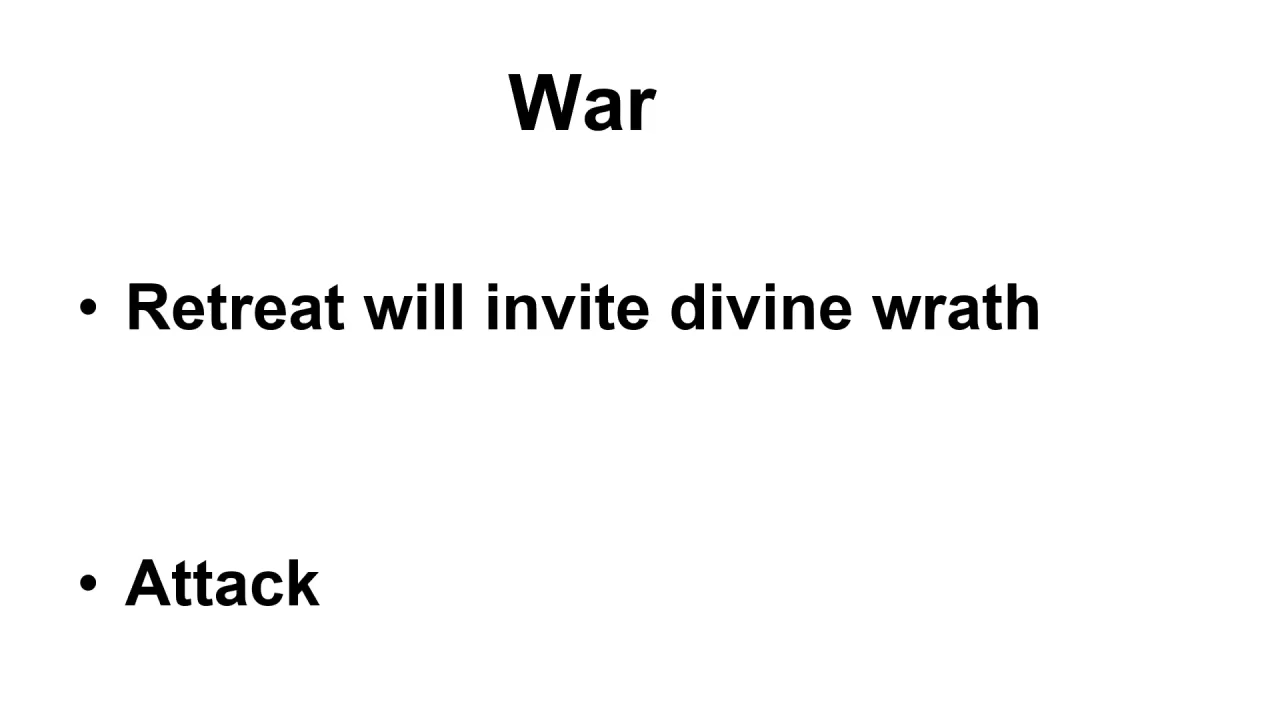 War
• Retreat will invite divine wrath
• Attack